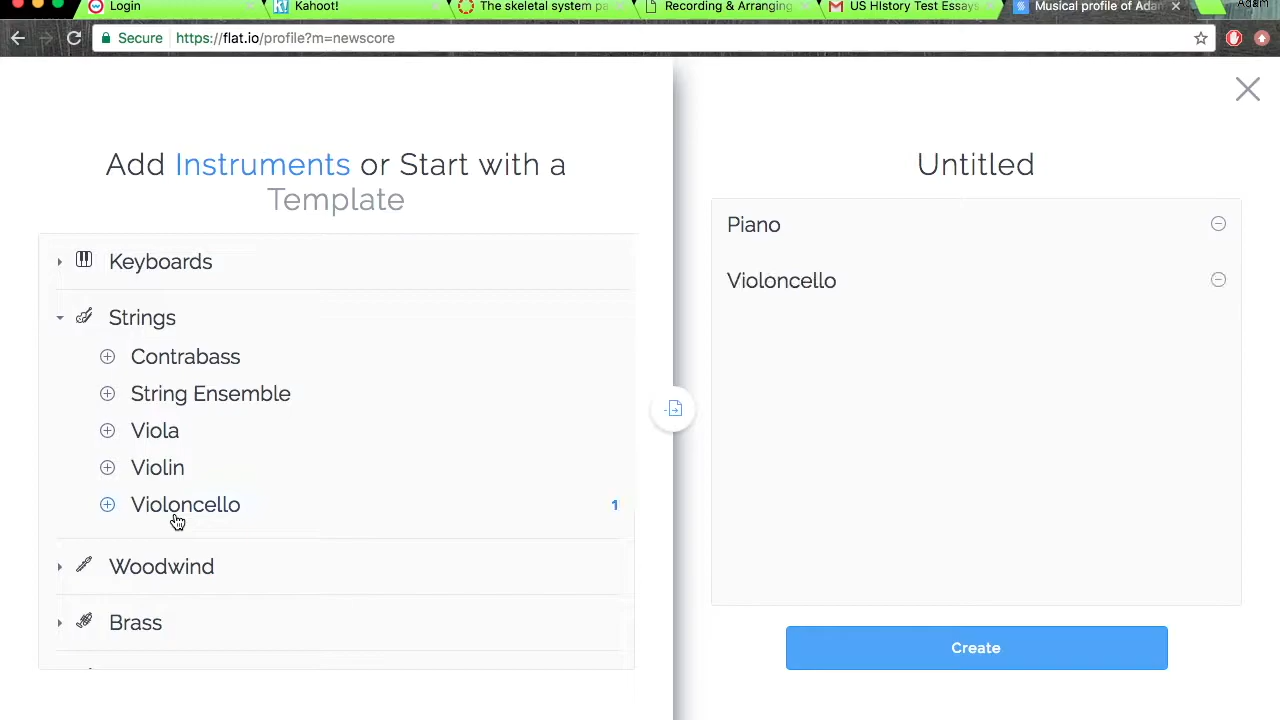 Login
Kahoot!
The skeletal system pa
Recording & Arranging
US HIstory Test Essays
Musical profile of Adam
Adam
Secure
https://flat.io/profile?m=newscore
Add Instruments or Start with a
Template
Keyboards
Strings
Contrabass
String Ensemble
Viola
Violin
Violoncello 1
Woodwind
Brass
Untitled
Piano
Violoncello
Create